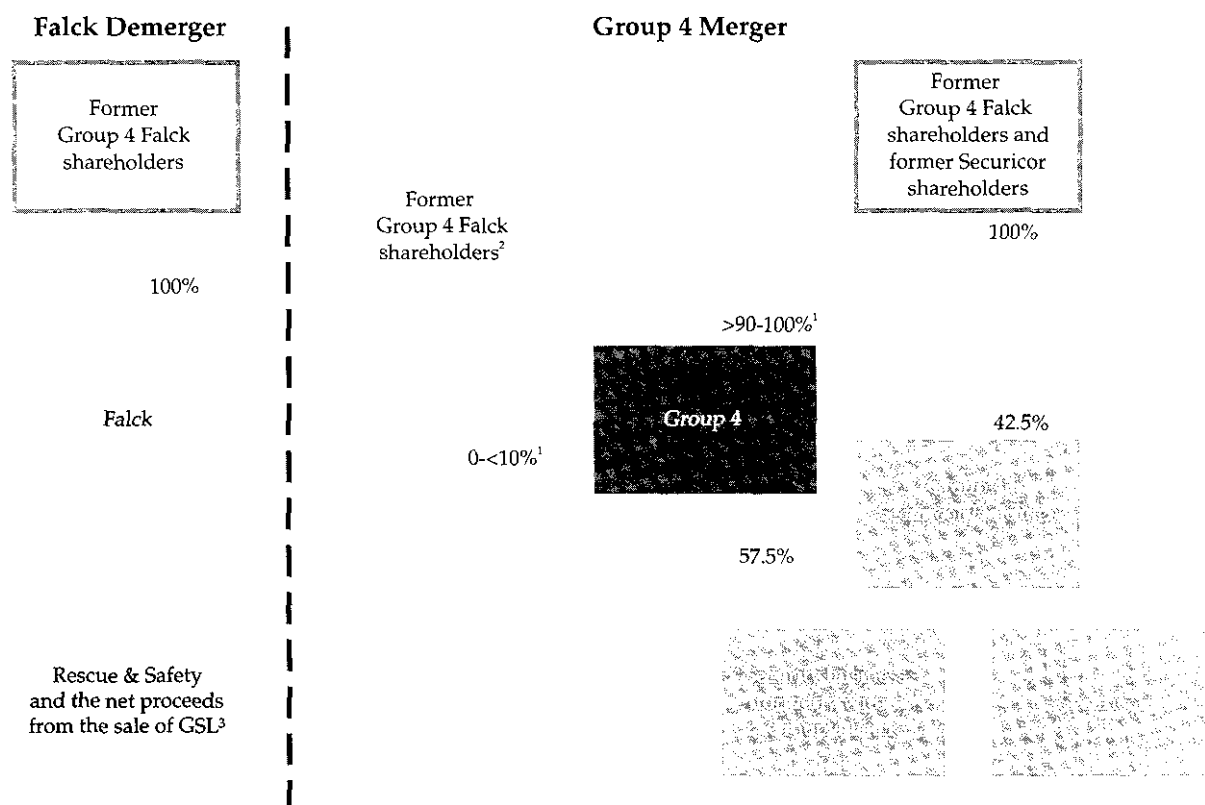 Falck Demerger
Group 4 Merger
Former
Group 4 Falck
shareholders
Former
Group 4 Falck
shareholders and
former Securicor
shareholders
Former
Group 4 Falck
shareholders²
100%
100%
>90-100%¹
Falck
Group 4
42.5%
0-<10%¹
57.5%
Rescue & Safety
and the net proceeds
from the sale of GSL³